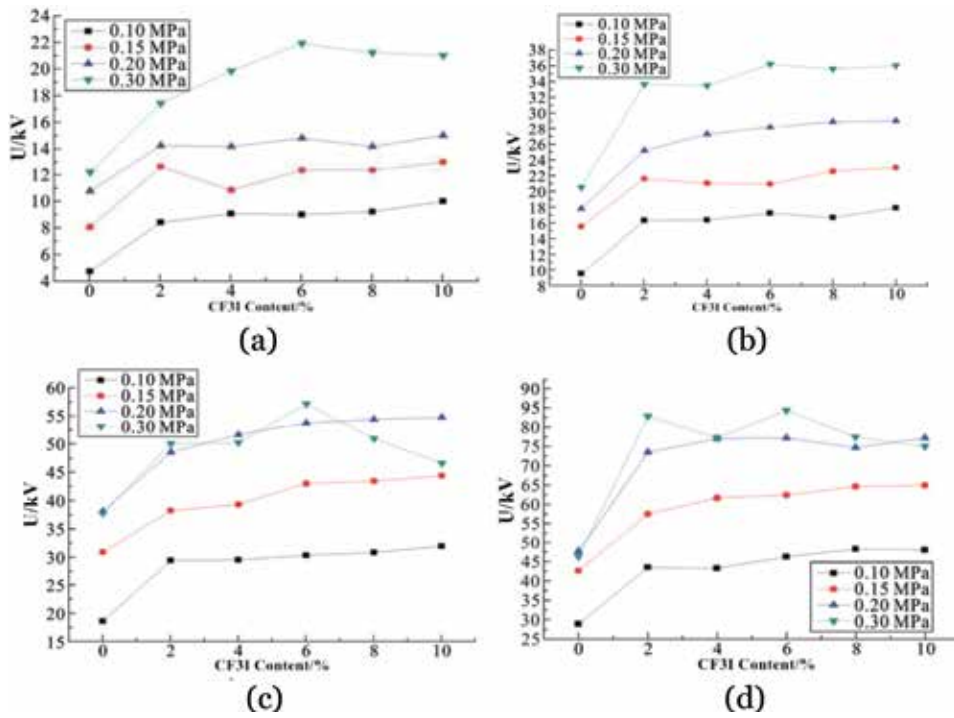 0.10 MPa
0.15 MPa
0.20 MPa
0.30 MPa
U/kV
24
22
20
18
16
14
12
10
8
6
4
0 2 4 6 8 10
CF3I Content/%
(a)
0.10 MPa
0.15 MPa
0.20 MPa
0.30 MPa
U/kV
38
36
34
32
30
28
26
24
22
20
18
16
14
12
10
8
0 2 4 6 8 10
CF3I Content/%
(b)
0.10 MPa
0.15 MPa
0.20 MPa
0.30 MPa
U/kV
60
55
50
45
40
35
30
25
20
15
0 2 4 6 8 10
CF3I Content/%
(c)
U/kV
90
95
80
75
70
65
60
55
50
45
40
35
30
25
0.10 MPa
0.15 MPa
0.20 MPa
0.30 MPa
0 2 4 6 8 10
CF3I Content/%
(d)